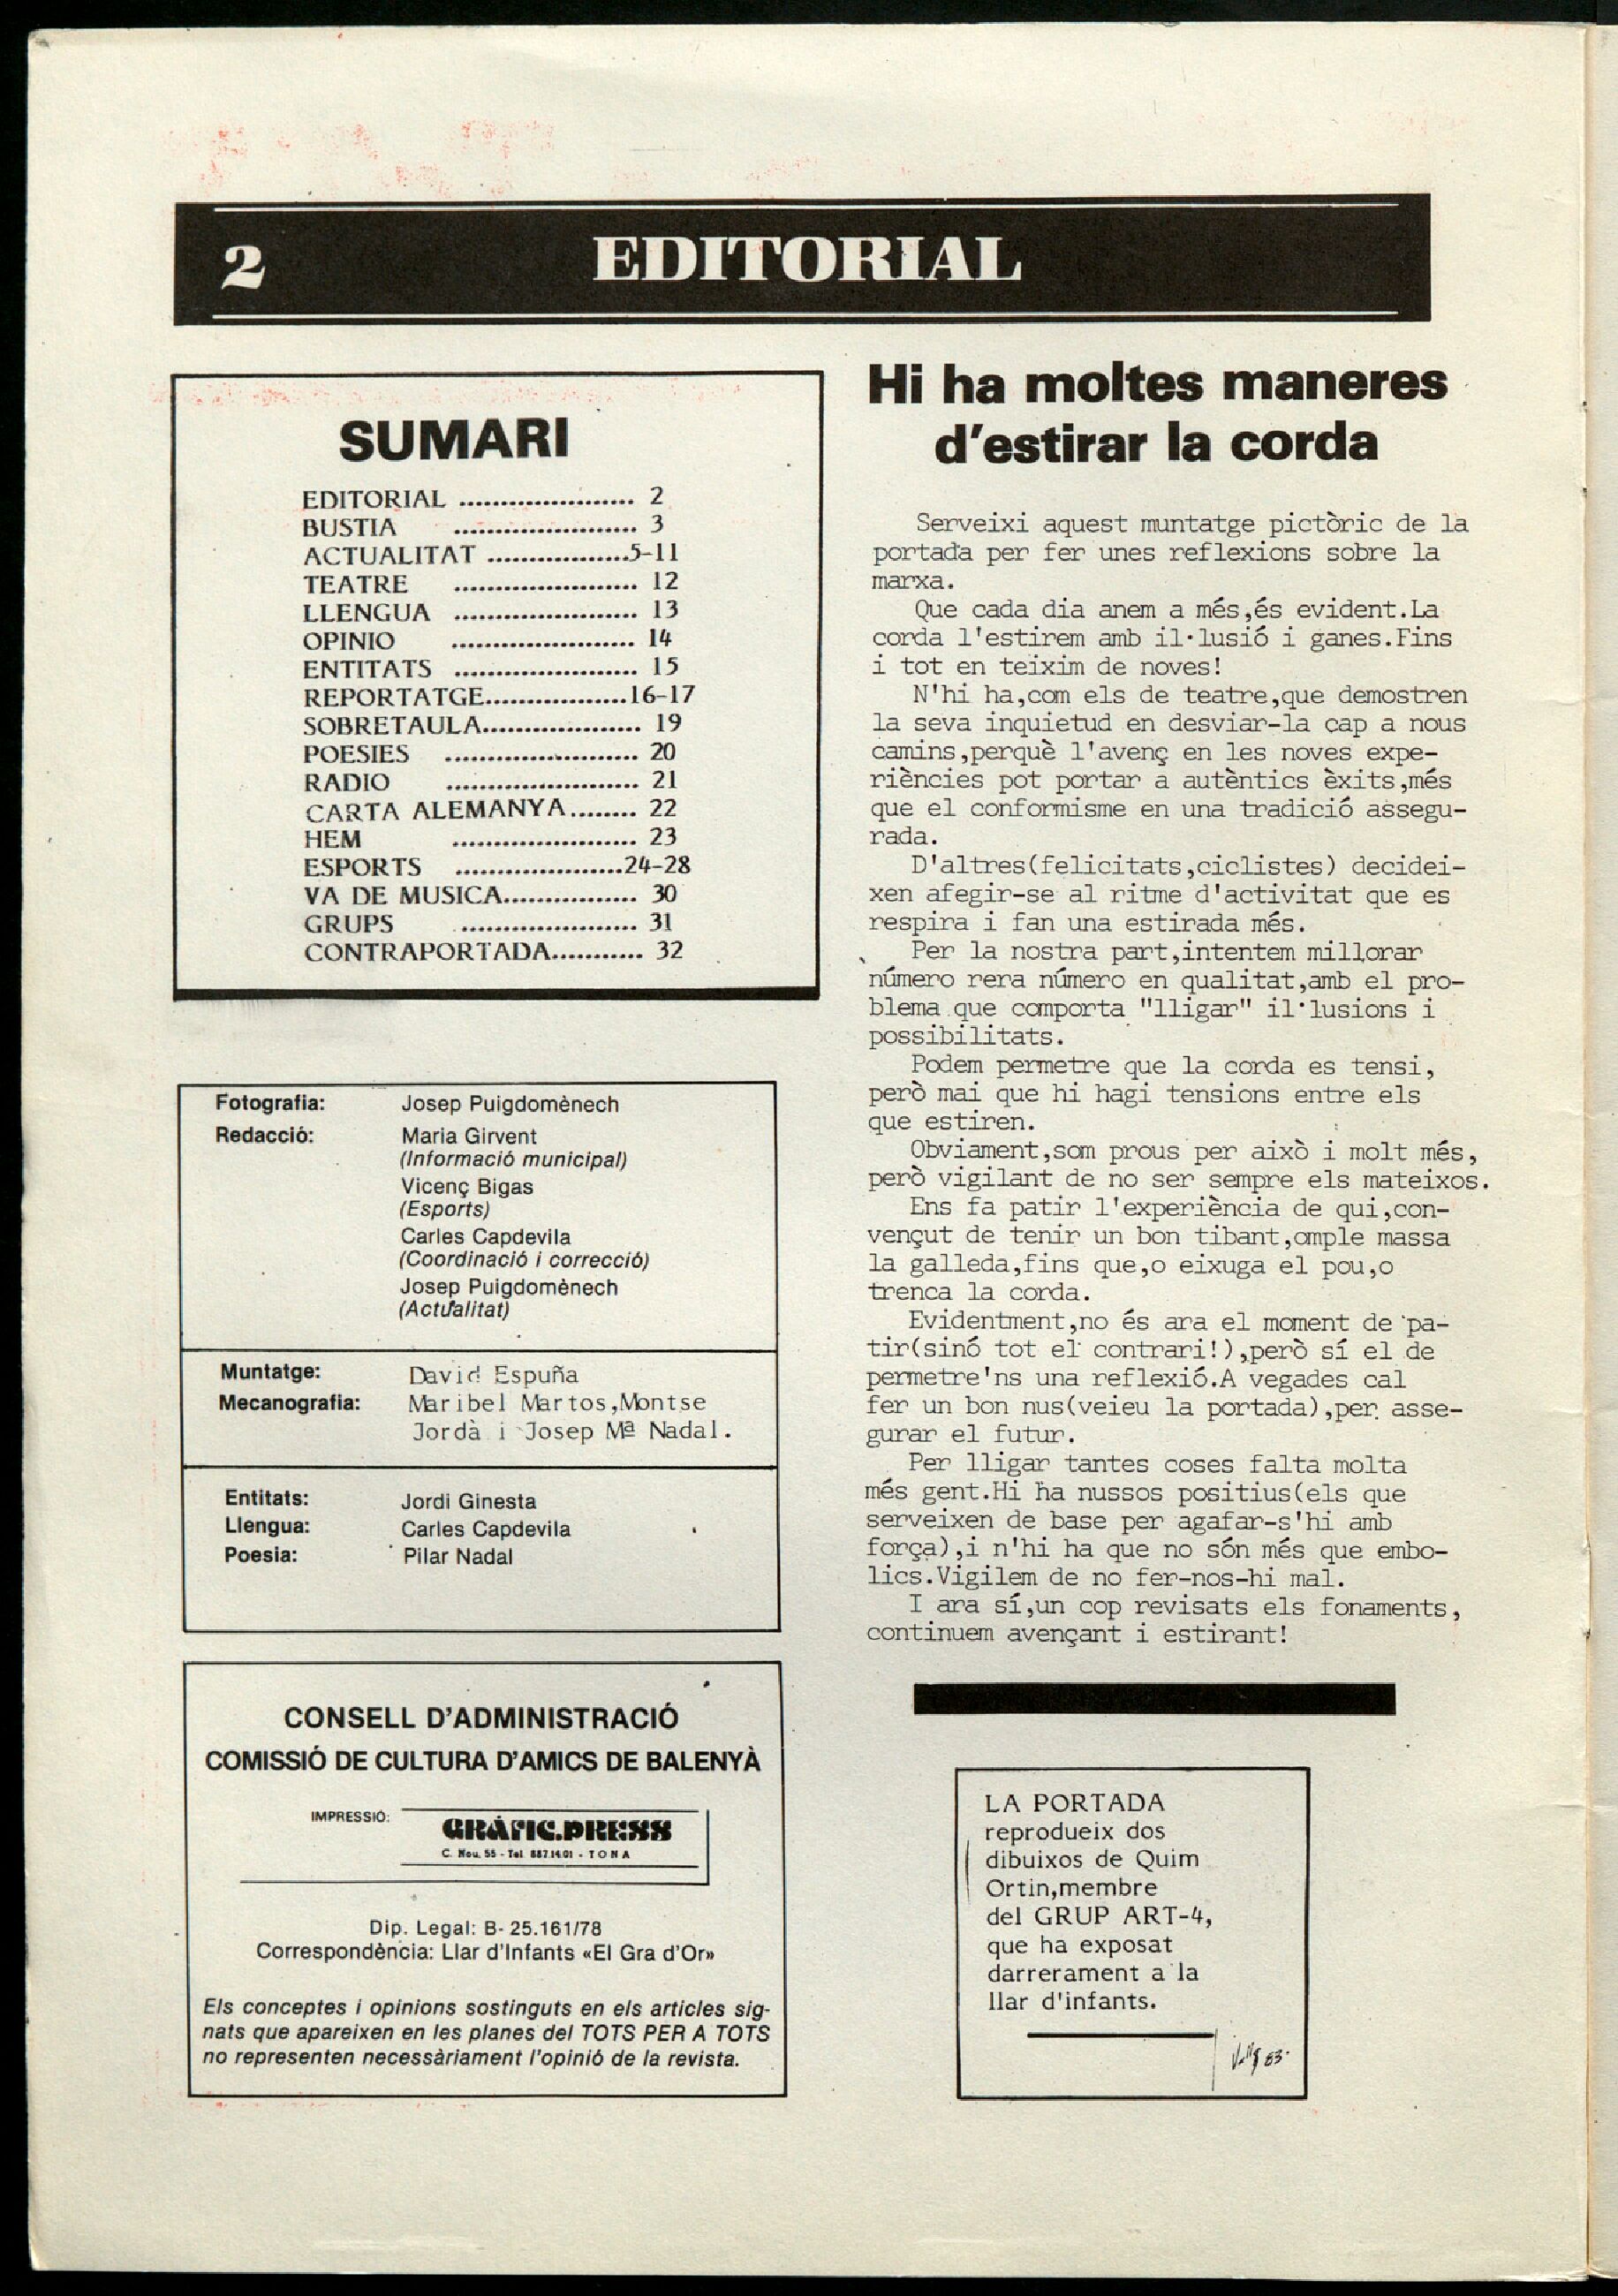 2 EDITORIAL
SUMARI
EDITORIAL ..................... 2
BUSTIA ...................... 3
ACTUALITAT .................5-11
TEATRE ...................... 12
LLENGUA ...................... 13
OPINIO ...................... 14
ENTITATS ...................... 15
REPORTATGE.................16-17
SOBRETAULA................... 19
POESIES ....................... 20
RADIO ....................... 21
CARTA ALEMANYA........ 22
HEM ...................... 23
ESPORTS ....................24-28
VA DE MUSICA................ 30
GRUPS ..................... 31
CONTRAPORTADA........... 32
Fotografia: Josep Puigdomènech
Redacció: Maria Girvent
(Informació municipal)
Vicenç Bigas
(Esports)
Carles Capdevila
(Coordinació i correcció)
Josep Puigdomènech
(Actualitat)
Muntatge: David Espuña
Mecanografia: Maribel Martos,Montse
Jordà i Josep Mª Nadal.
Entitats: Jordi Ginesta
Llengua: Carles Capdevila
Poesia: Pilar Nadal
CONSELL D'ADMINISTRACIÓ
COMISSIÓ DE CULTURA D'AMICS DE BALENYÀ
IMPRESSIÓ: GRÀFIC.PRESS
C. Nou, 55 - Tel. 887.14.01 - TONA
Dip. Legal: B- 25.161/78
Correspondència: Llar d'Infants «El Gra d'Or»
Els conceptes i opinions sostinguts en els articles sig-
nats que apareixen en les planes del TOTS PER A TOTS
no representen necessàriament l'opinió de la revista.
Hi ha moltes maneres
d'estirar la corda
Serveixi aquest muntatge pictòric de la
portada per fer unes reflexions sobre la
marxa.
Que cada dia anem a més,és evident.La
corda l'estirem amb il·lusió i ganes.Fins
i tot en teixim de noves!
N'hi ha,com els de teatre,que demostren
la seva inquietud en desviar-la cap a nous
camins,perquè l'avenç en les noves expe-
riències pot portar a autèntics èxits,més
que el conformisme en una tradició assegu-
rada.
D'altres(felicitats,ciclistes) decidei-
xen afegir-se al ritme d'activitat que es
respira i fan una estirada més.
Per la nostra part,intentem millorar
número rera número en qualitat,amb el pro-
blema que comporta "lligar" il·lusions i
possibilitats.
Podem permetre que la corda es tensi,
però mai que hi hagi tensions entre els
que estiren.
Obviament,som prous per això i molt més,
però vigilant de no ser sempre els mateixos.
Ens fa patir l'experiència de qui,con-
vençut de tenir un bon tibant,omple massa
la galleda,fins que,o eixuga el pou,o
trenca la corda.
Evidentment,no és ara el moment de pa-
tir(sinó tot el contrari!),però sí el de
permetre'ns una reflexió.A vegades cal
fer un bon nus(veieu la portada),per asse-
gurar el futur.
Per lligar tantes coses falta molta
més gent.Hi ha nussos positius(els que
serveixen de base per agafar-s'hi amb
força),i n'hi ha que no són més que embo-
lics.Vigilem de no fer-nos-hi mal.
I ara sí,un cop revisats els fonaments,
continuem avençant i estirant!
LA PORTADA
reprodueix dos
dibuixos de Quim
Ortin,membre
del GRUP ART-4,
que ha exposat
darrerament a la
llar d'infants.
83